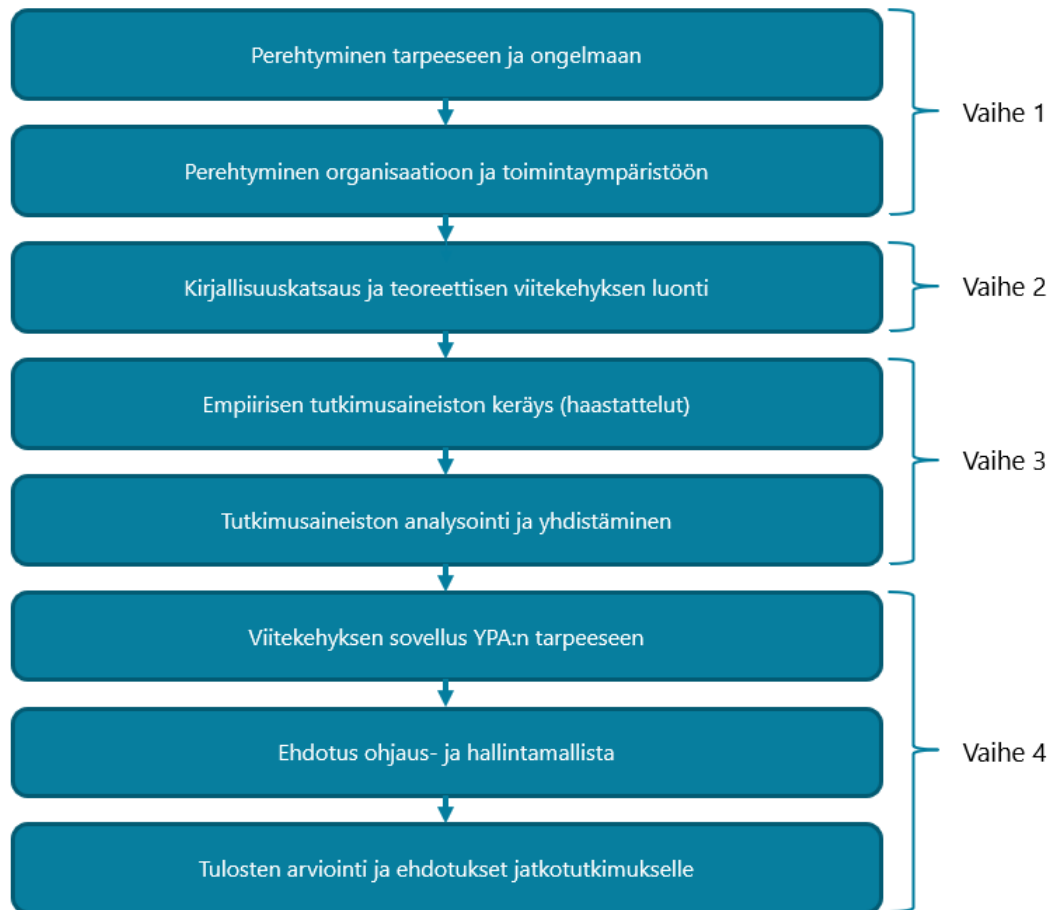 Perehtyminen tarpeeseen ja ongelmaan
Vaihe 1
Perehtyminen organisaatioon ja toimintaympäristöön
Kirjallisuuskatsaus ja teoreettisen viitekehyksen luonti
Vaihe 2
Empiirisen tutkimusaineiston keräys (haastattelut)
Vaihe 3
Tutkimusaineiston analysointi ja yhdistäminen
Viitekehyksen sovellus YPA:n tarpeeseen
Ehdotus ohjaus- ja hallintamallista
Vaihe 4
Tulosten arviointi ja ehdotukset jatkotutkimukselle